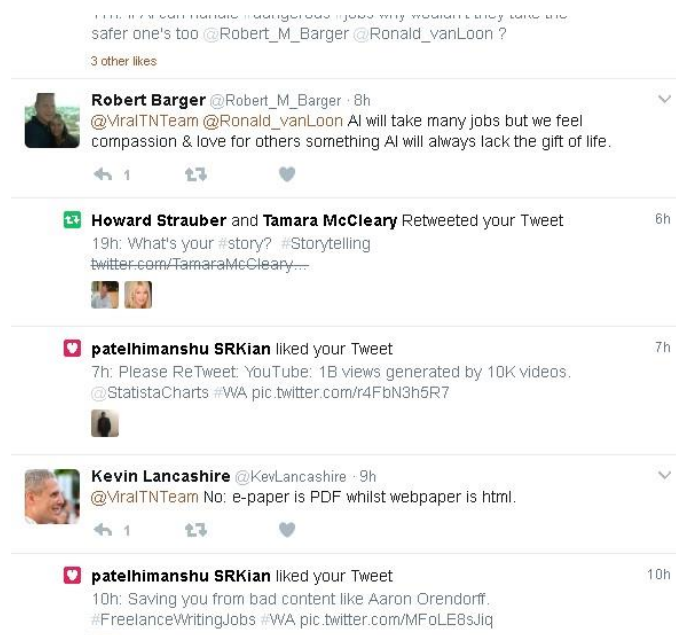 safer one's too @Robert_M_Barger @Ronald_vanLoon ?
3 other likes
Robert Barger @Robert_M_Barger · 8h
@ViralTNTeam @Ronald_vanLoon AI will take many jobs but we feel
compassion & love for others something AI will always lack the gift of life.
1
Howard Strauber and Tamara McCleary Retweeted your Tweet 6h
19h: What's your #story? #Storytelling
twitter.com/TamaraMcCleary...
patelhimanshu SRKian liked your Tweet 7h
7h: Please ReTweet: YouTube: 1B views generated by 10K videos.
@StatistaCharts #WA pic.twitter.com/r4FbN3h5R7
Kevin Lancashire @KevLancashire · 9h
@ViralTNTeam No: e-paper is PDF whilst webpaper is html.
1
patelhimanshu SRKian liked your Tweet 10h
10h: Saving you from bad content like Aaron Orendorff.
#FreelanceWritingJobs #WA pic.twitter.com/MFoLE8sJiq